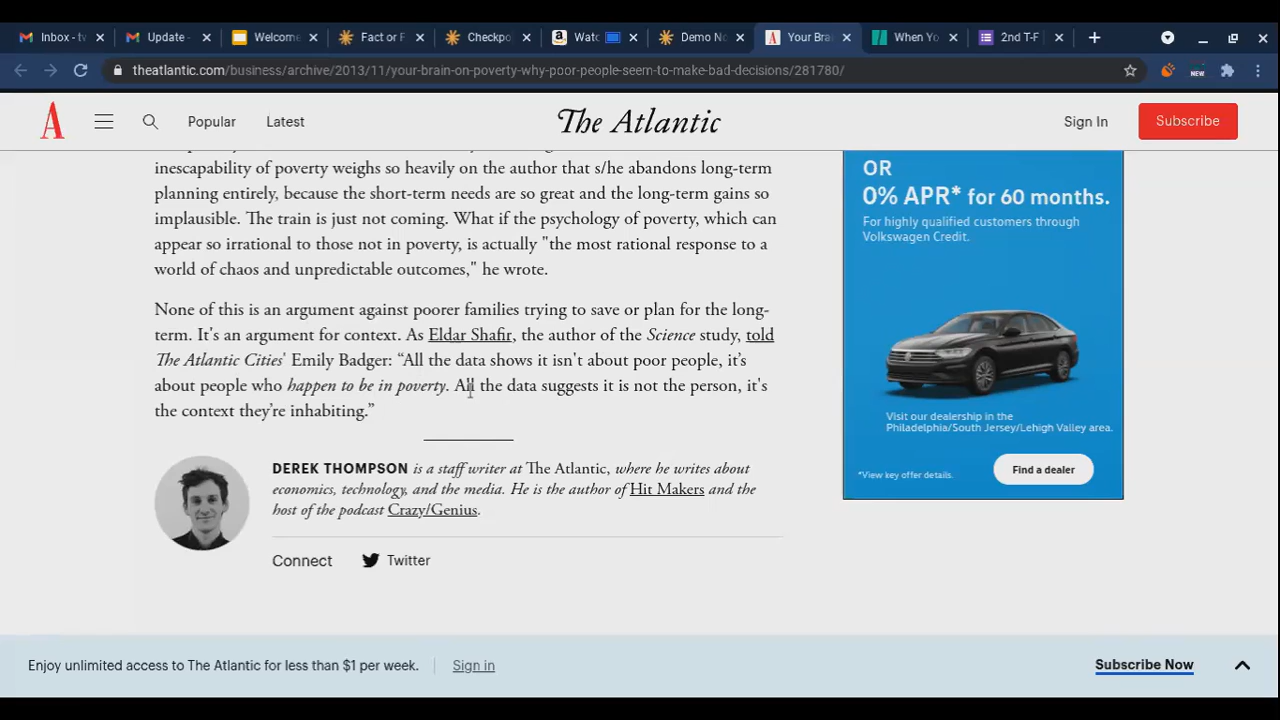 Inbox - tv
Update -
Welcome
Fact or F
Checkpo
Watc
Demo No
Your Bra
When Yo
2nd T-F
theatlantic.com/business/archive/2013/11/your-brain-on-poverty-why-poor-people-seem-to-make-bad-decisions/281780/
NEW
Popular
Latest
The Atlantic
Sign In
Subscribe
inescapability of poverty weighs so heavily on the author that s/he abandons long-term
planning entirely, because the short-term needs are so great and the long-term gains so
implausible. The train is just not coming. What if the psychology of poverty, which can
appear so irrational to those not in poverty, is actually "the most rational response to a
world of chaos and unpredictable outcomes," he wrote.
None of this is an argument against poorer families trying to save or plan for the long-
term. It's an argument for context. As Eldar Shafir, the author of the Science study, told
The Atlantic Cities' Emily Badger: “All the data shows it isn't about poor people, it’s
about people who happen to be in poverty. All the data suggests it is not the person, it's
the context they’re inhabiting.”
DEREK THOMPSON is a staff writer at The Atlantic, where he writes about
economics, technology, and the media. He is the author of Hit Makers and the
host of the podcast Crazy/Genius.
Connect
Twitter
OR
0% APR* for 60 months.
For highly qualified customers through
Volkswagen Credit.
Visit our dealership in the
Philadelphia/South Jersey/Lehigh Valley area.
*View key offer details.
Find a dealer
Enjoy unlimited access to The Atlantic for less than $1 per week.
Sign in
Subscribe Now